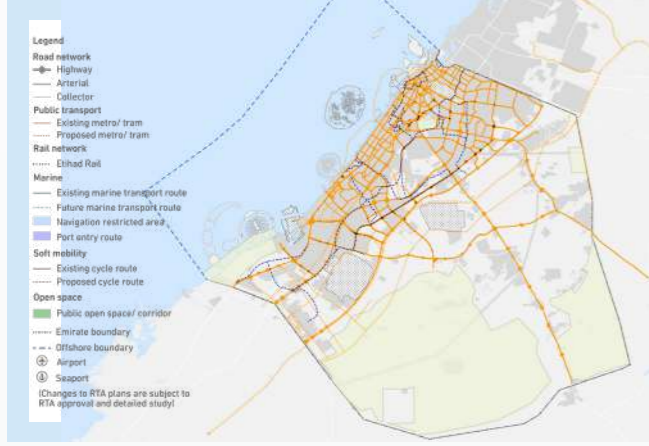 Legend
Road network
Highway
Arterial
Collector
Public transport
Existing metro/ tram
Proposed metro/ tram
Rail network
Etihad Rail
Marine
Existing marine transport route
Future marine transport route
Navigation restricted area
Port entry route
Soft mobility
Existing cycle route
Proposed cycle route
Open space
Public open space/ corridor
Emirate boundary
Offshore boundary
Airport
Seaport
(Changes to RTA plans are subject to
RTA approval and detailed study)